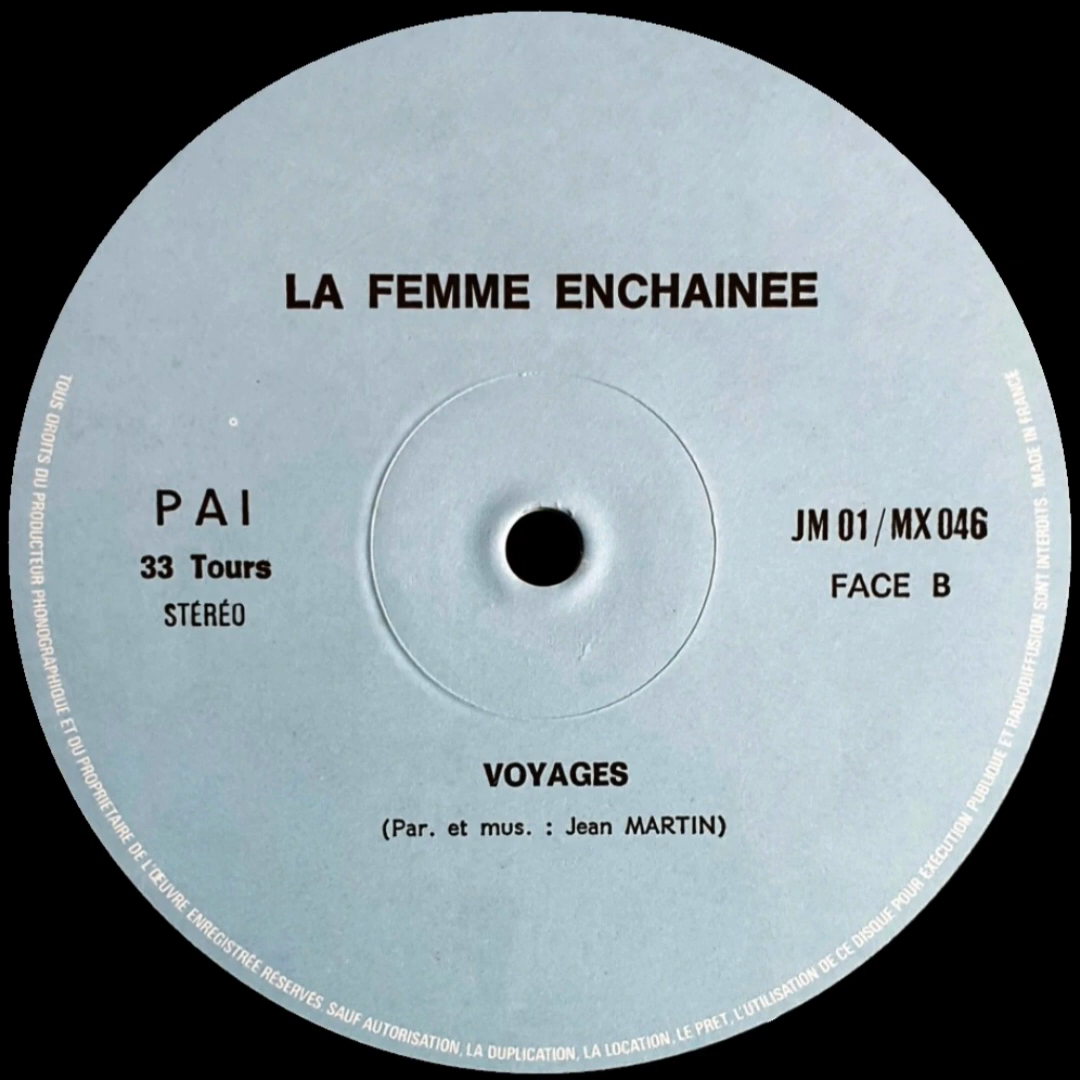 LA FEMME ENCHAINEE
PAI
33 Tours
STÉRÉO
JM 01 / MX 046
FACE B
VOYAGES
(Par. et mus. : Jean MARTIN)
TOUS DROITS DU PRODUCTEUR PHONOGRAPHIQUE ET DU PROPRIÉTAIRE DE L'ŒUVRE ENREGISTRÉE RÉSERVÉS. SAUF AUTORISATION, LA DUPLICATION, LA LOCATION, LE PRET, L'UTILISATION DE CE DISQUE POUR EXÉCUTION PUBLIQUE ET RADIODIFFUSION SONT INTERDITS. MADE IN FRANCE